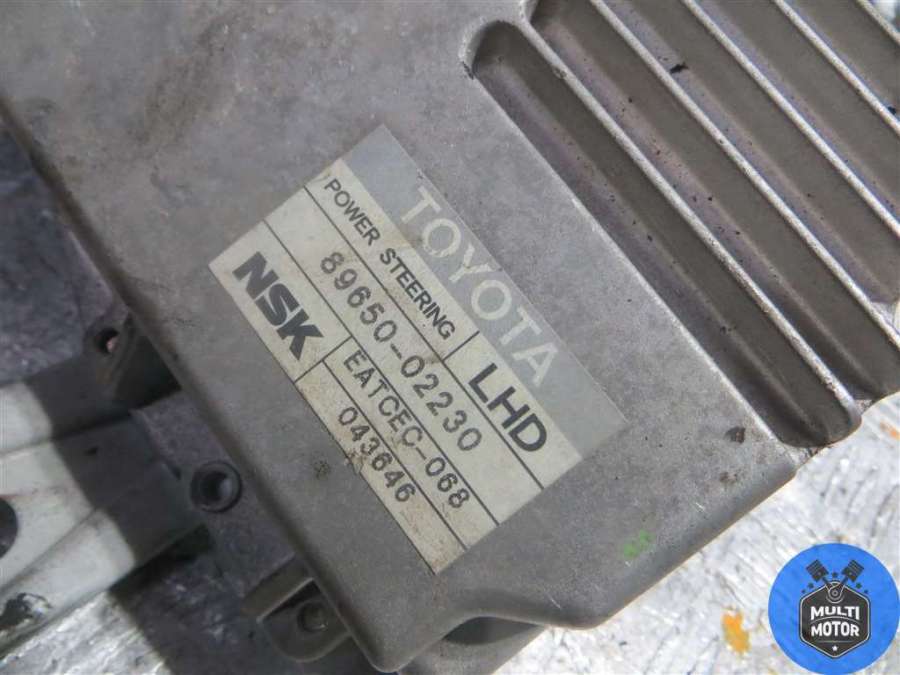 TOYOTA
POWER STEERING LHD
89650-02230
NSK EATCEC-068
043646
MULTI
MOTOR